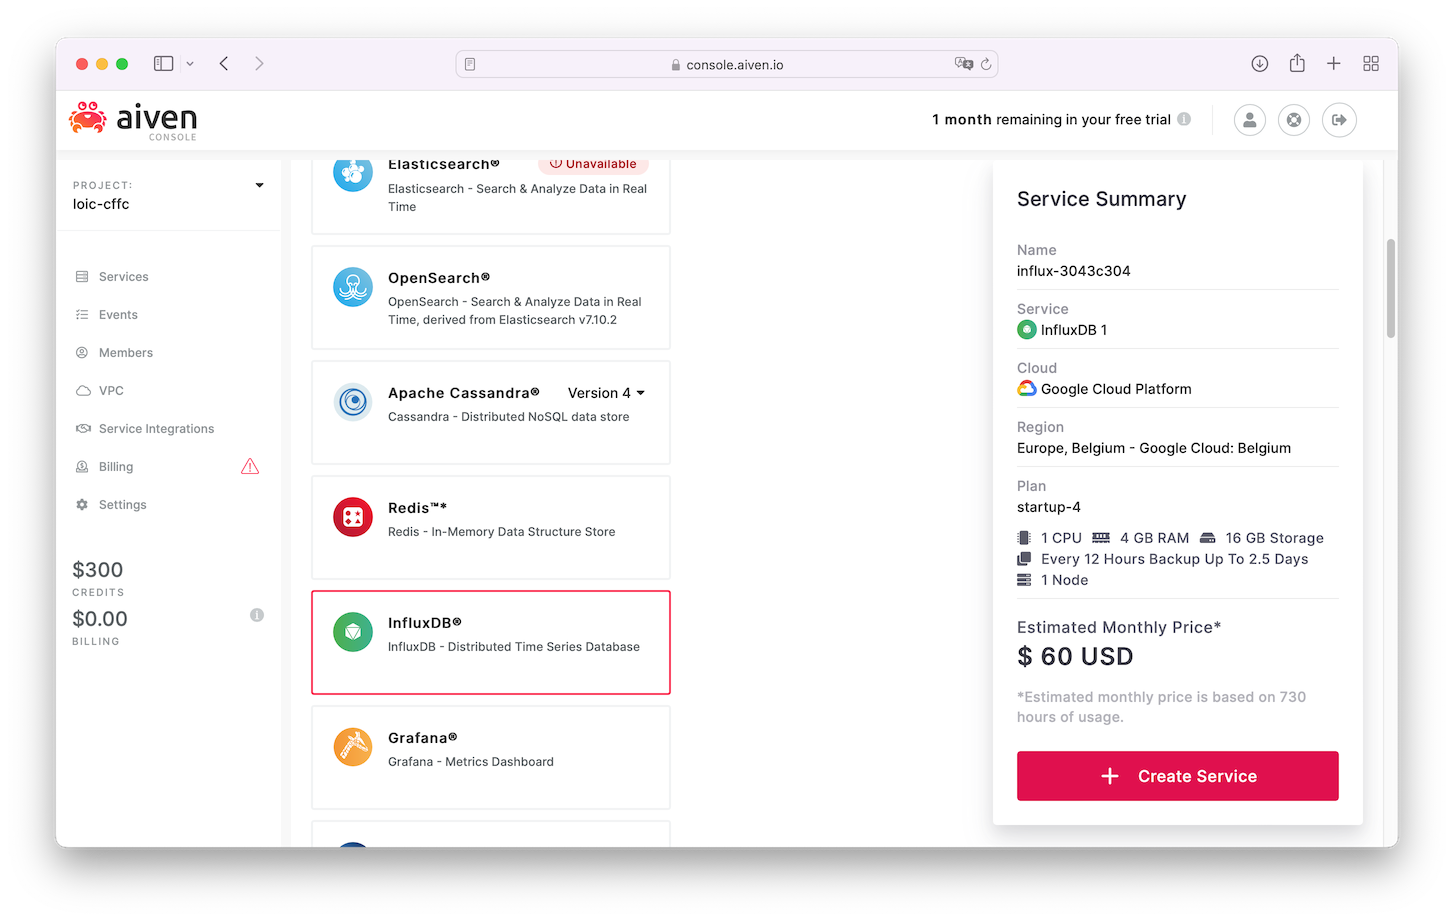 console.aiven.io
aiven
CONSOLE
1 month remaining in your free trial
PROJECT:
loic-cffc
Services
Events
Members
VPC
Service Integrations
Billing
Settings
$300
CREDITS
$0.00
BILLING
Elasticsearch®
Unavailable
Elasticsearch - Search & Analyze Data in Real
Time
OpenSearch®
OpenSearch - Search & Analyze Data in Real
Time, derived from Elasticsearch v7.10.2
Apache Cassandra®
Version 4
Cassandra - Distributed NoSQL data store
Redis™*
Redis - In-Memory Data Structure Store
InfluxDB®
InfluxDB - Distributed Time Series Database
Grafana®
Grafana - Metrics Dashboard
Service Summary
Name
influx-3043c304
Service
InfluxDB 1
Cloud
Google Cloud Platform
Region
Europe, Belgium - Google Cloud: Belgium
Plan
startup-4
1 CPU 4 GB RAM 16 GB Storage
Every 12 Hours Backup Up To 2.5 Days
1 Node
Estimated Monthly Price*
$ 60 USD
*Estimated monthly price is based on 730
hours of usage.
+ Create Service